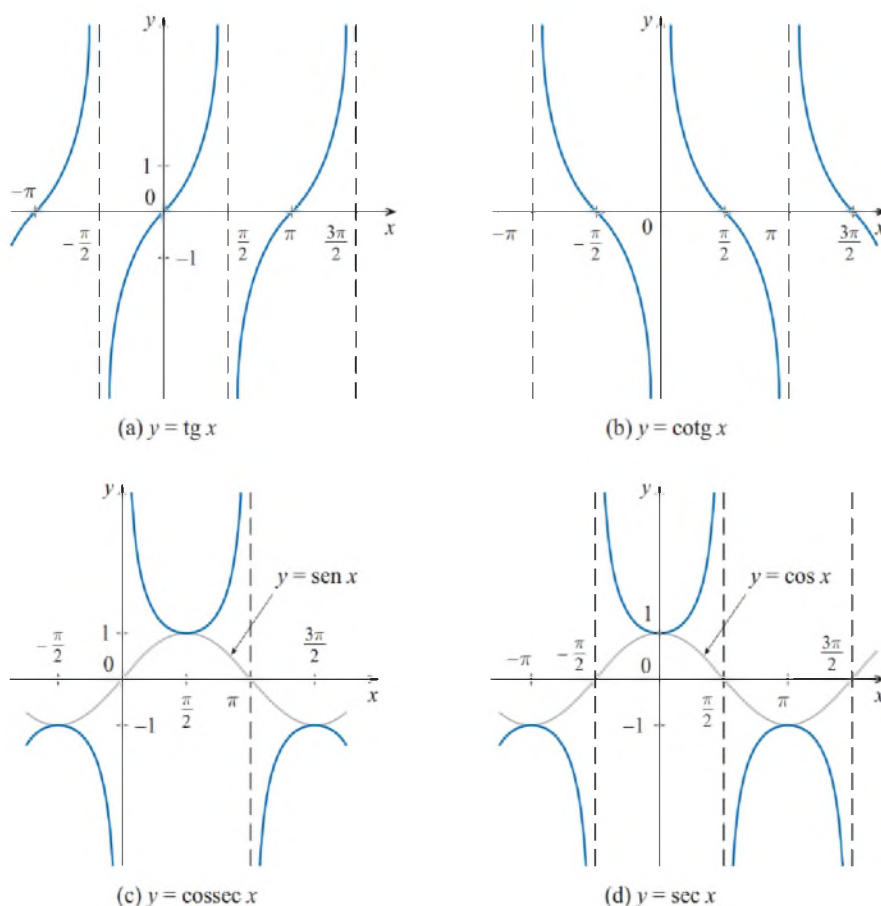 y
1
0
−π
−π/2
π/2
π
3π/2
x
−1
(a) y = tg x
y
0
−π
−π/2
π/2
π
3π/2
x
(b) y = cotg x
y
y = sen x
−π/2
1
3π/2
0
π/2
π
x
−1
(c) y = cossec x
y
y = cos x
1
−π
−π/2
0
3π/2
π/2
π
x
−1
(d) y = sec x